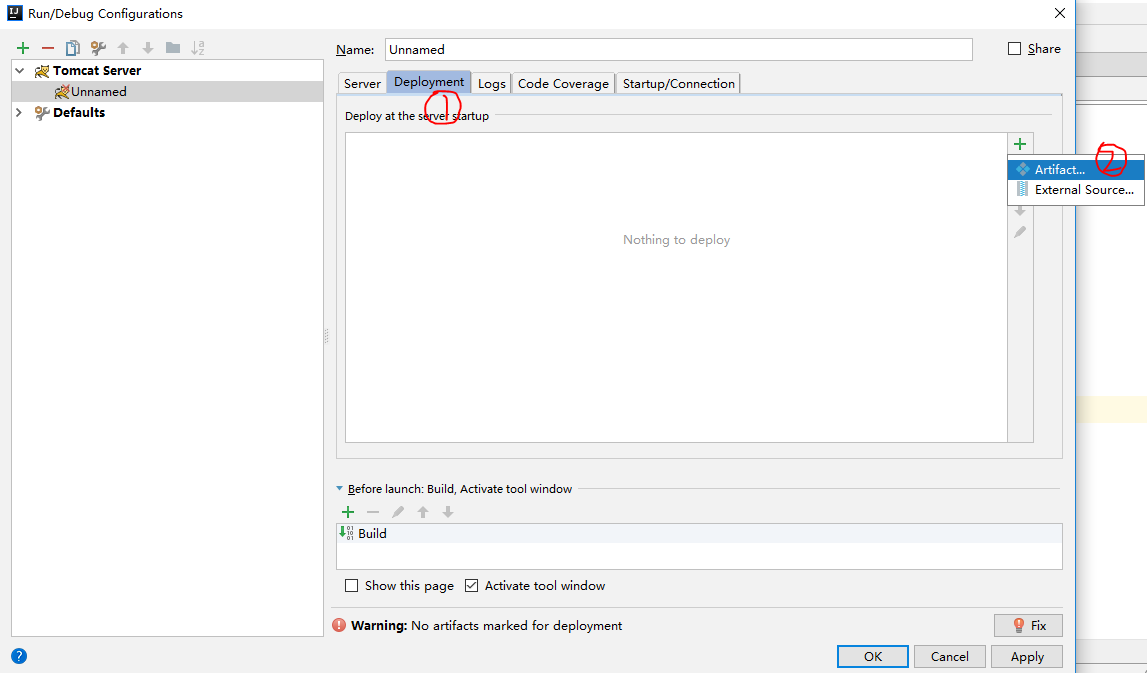 Run/Debug Configurations
Tomcat Server
Unnamed
Defaults
Name: Unnamed
Share
Server Deployment Logs Code Coverage Startup/Connection
1
Deploy at the server startup
2
Artifact...
External Source...
Nothing to deploy
Before launch: Build, Activate tool window
Build
Show this page Activate tool window
Warning: No artifacts marked for deployment
Fix
OK Cancel Apply